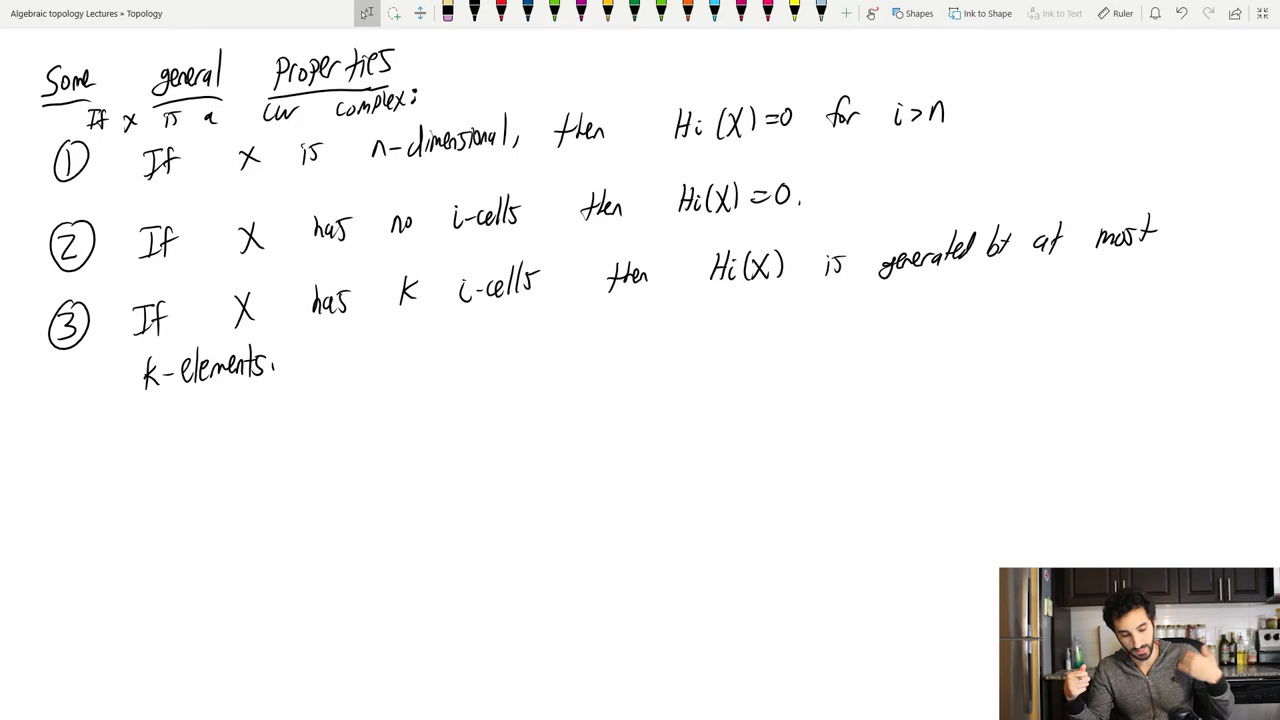 Algebraic topology Lectures » Topology
Shapes
Ink to Shape
Ink to Text
Ruler
Some general Properties
If x is a CW complex:
① If X is n-dimensional, then Hi(X)=0 for i>n
② If X has no i-cells then Hi(X)=0.
③ If X has k i-cells then Hi(X) is generated by at most
k-elements.